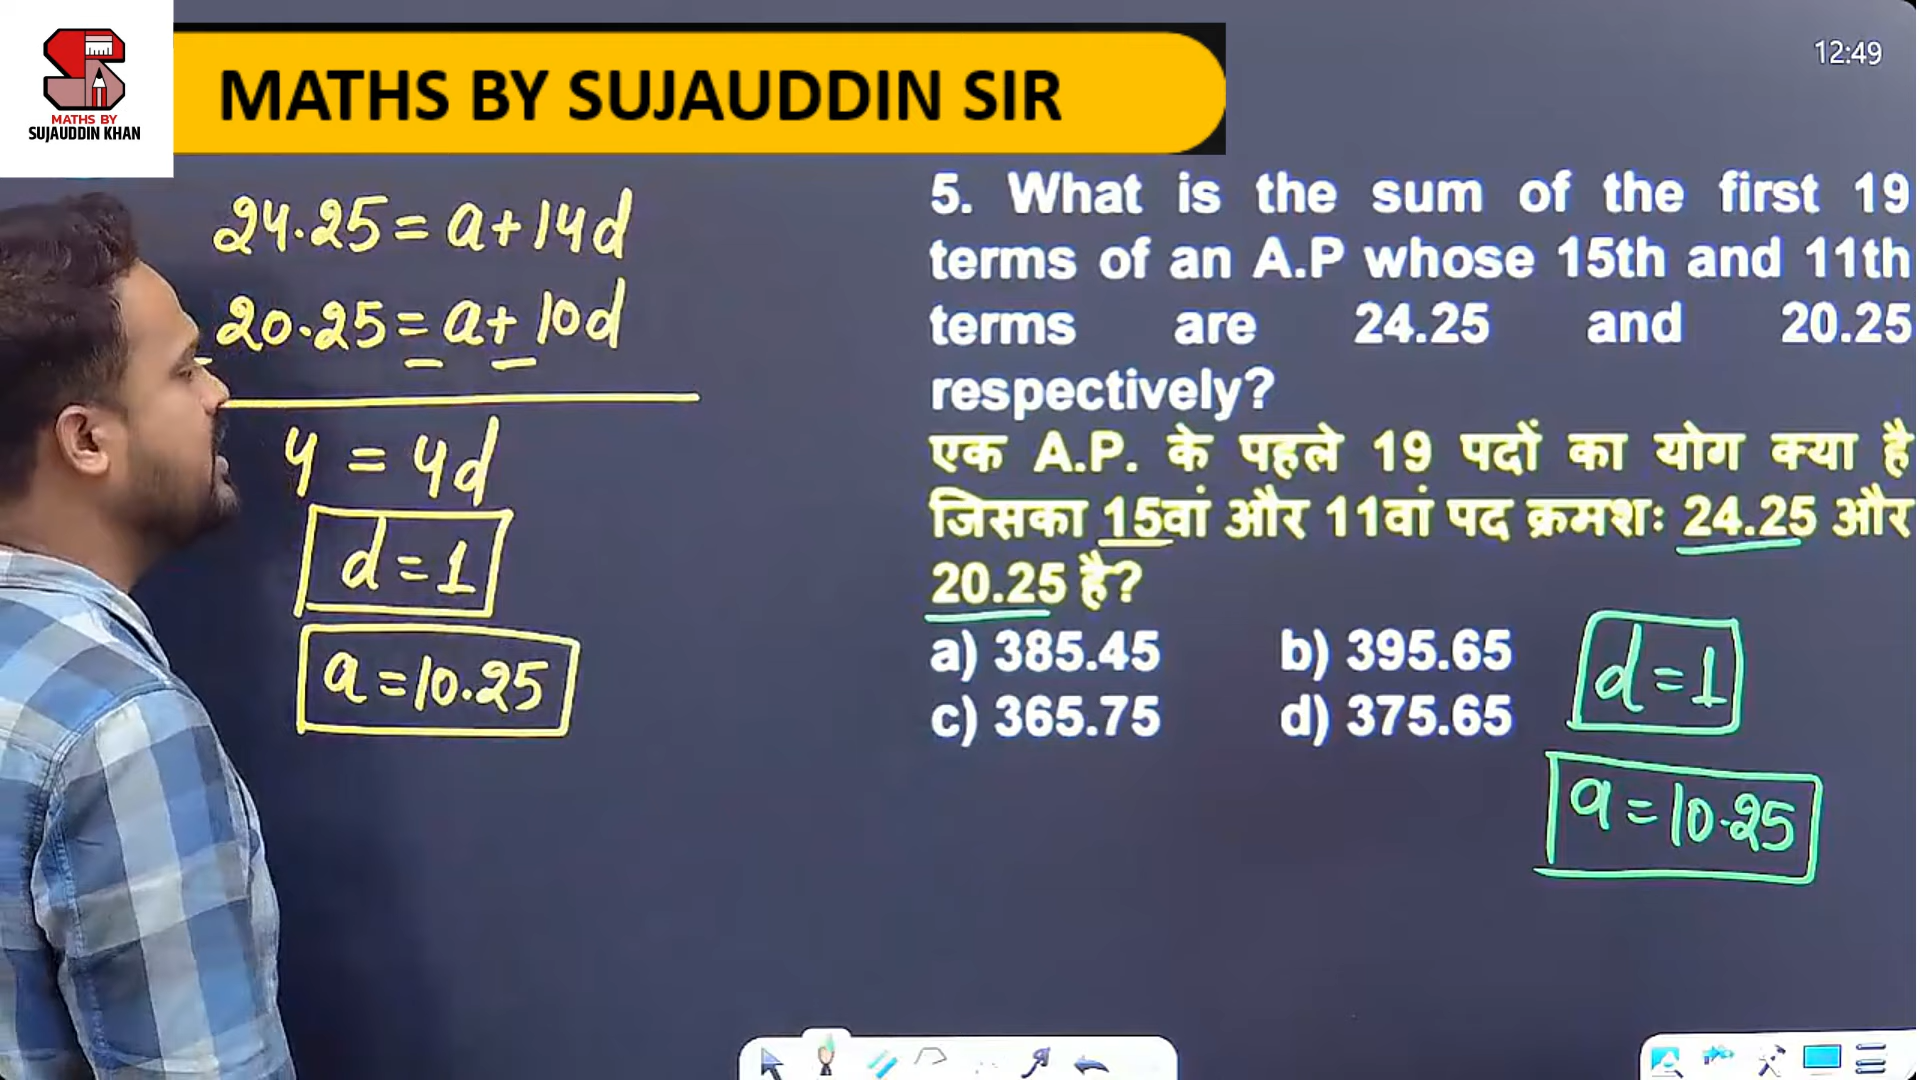 MATHS BY
SUJAUDDIN KHAN
MATHS BY SUJAUDDIN SIR
12:49
24.25 = a + 14d
20.25 = a + 10d
4 = 4d
d = 1
a = 10.25
5. What is the sum of the first 19
terms of an A.P whose 15th and 11th
terms are 24.25 and 20.25
respectively?
एक A.P. के पहले 19 पदों का योग क्या है
जिसका 15वां और 11वां पद क्रमशः 24.25 और
20.25 है?
a) 385.45 b) 395.65
c) 365.75 d) 375.65
d = 1
a = 10.25